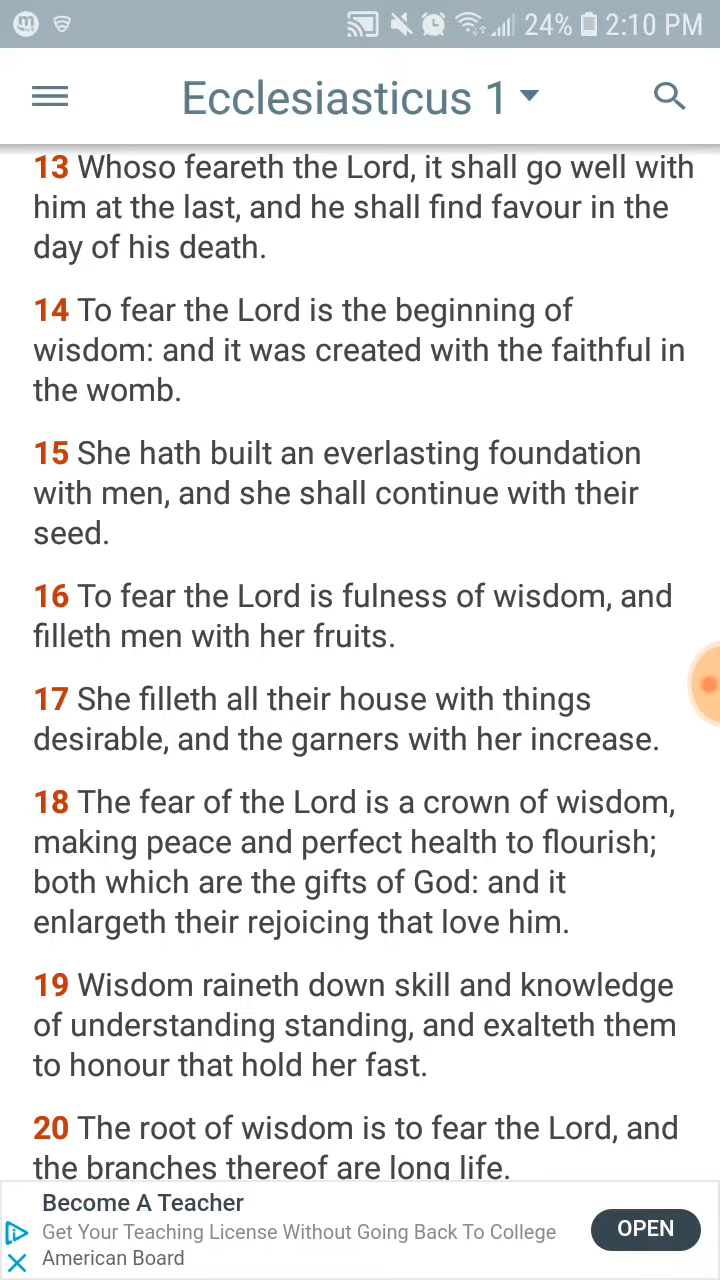 24% 2:10 PM
Ecclesiasticus 1
13 Whoso feareth the Lord, it shall go well with
him at the last, and he shall find favour in the
day of his death.
14 To fear the Lord is the beginning of
wisdom: and it was created with the faithful in
the womb.
15 She hath built an everlasting foundation
with men, and she shall continue with their
seed.
16 To fear the Lord is fulness of wisdom, and
filleth men with her fruits.
17 She filleth all their house with things
desirable, and the garners with her increase.
18 The fear of the Lord is a crown of wisdom,
making peace and perfect health to flourish;
both which are the gifts of God: and it
enlargeth their rejoicing that love him.
19 Wisdom raineth down skill and knowledge
of understanding standing, and exalteth them
to honour that hold her fast.
20 The root of wisdom is to fear the Lord, and
the branches thereof are long life.
Become A Teacher
Get Your Teaching License Without Going Back To College
American Board
OPEN